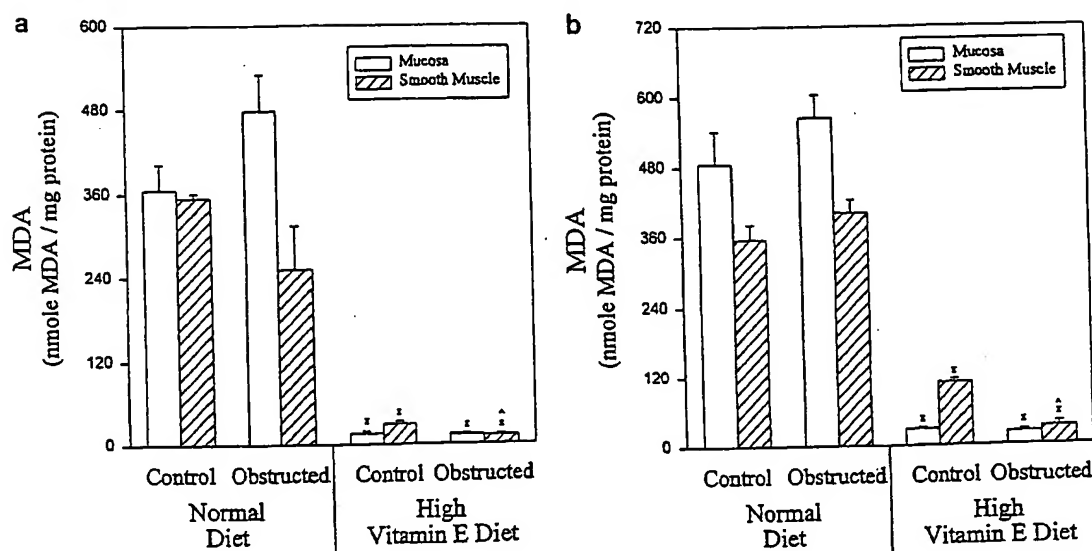 a
600
480
360
240
120
0
MDA
(nmole MDA / mg protein)
Mucosa
Smooth Muscle
x
x
x
^
x
Control Obstructed
Control Obstructed
Normal
Diet
High
Vitamin E Diet
b
720
600
480
360
240
120
0
MDA
(nmole MDA / mg protein)
Mucosa
Smooth Muscle
x
x
x
^
x
Control Obstructed
Control Obstructed
Normal
Diet
High
Vitamin E Diet